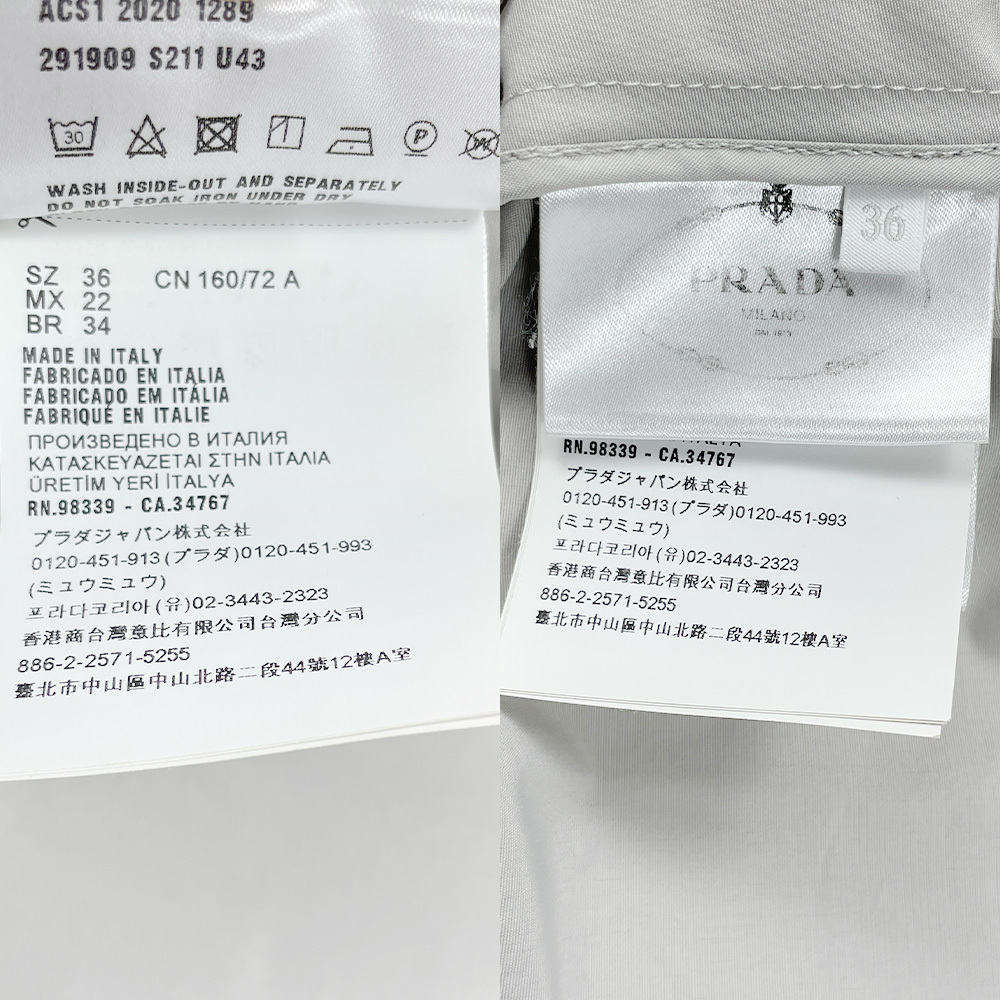 ACS1 2020 1289
291909 S211 U43
30
P
WASH INSIDE-OUT AND SEPARATELY
DO NOT SOAK IRON UNDER DRY
SZ 36 CN 160/72 A
MX 22
BR 34
MADE IN ITALY
FABRICADO EN ITALIA
FABRICADO EM ITÁLIA
FABRIQUÉ EN ITALIE
ПРОИЗВЕДЕНО В ИТАЛИЯ
ΚΑΤΑΣΚΕΥΑΖΕΤΑΙ ΣΤΗΝ ΙΤΑΛΙΑ
ÜRETİM YERİ İTALYA
RN.98339 - CA.34767
プラダジャパン株式会社
0120-451-913(プラダ)0120-451-993
(ミュウミュウ)
프라다코리아(유)02-3443-2323
香港商台灣意比有限公司台灣分公司
886-2-2571-5255
臺北市中山區中山北路二段44號12樓A室
36
PRADA
MILANO
RN.98339 - CA.34767
プラダジャパン株式会社
0120-451-913(プラダ)0120-451-993
(ミュウミュウ)
프라다코리아(유)02-3443-2323
香港商台灣意比有限公司台灣分公司
886-2-2571-5255
臺北市中山區中山北路二段44號12樓A室